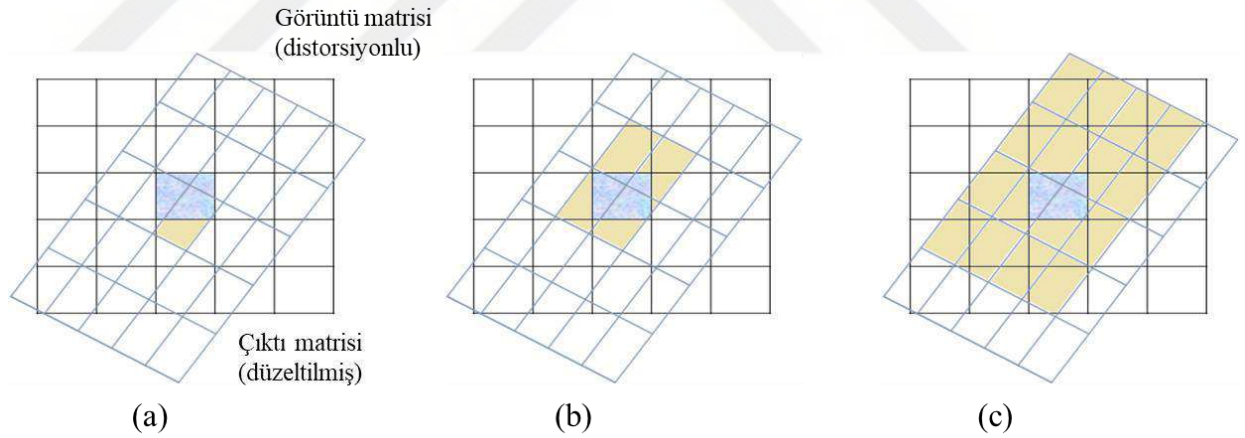 Görüntü matrisi
(distorsiyonlu)
Çıktı matrisi
(düzeltilmiş)
(a)
(b)
(c)